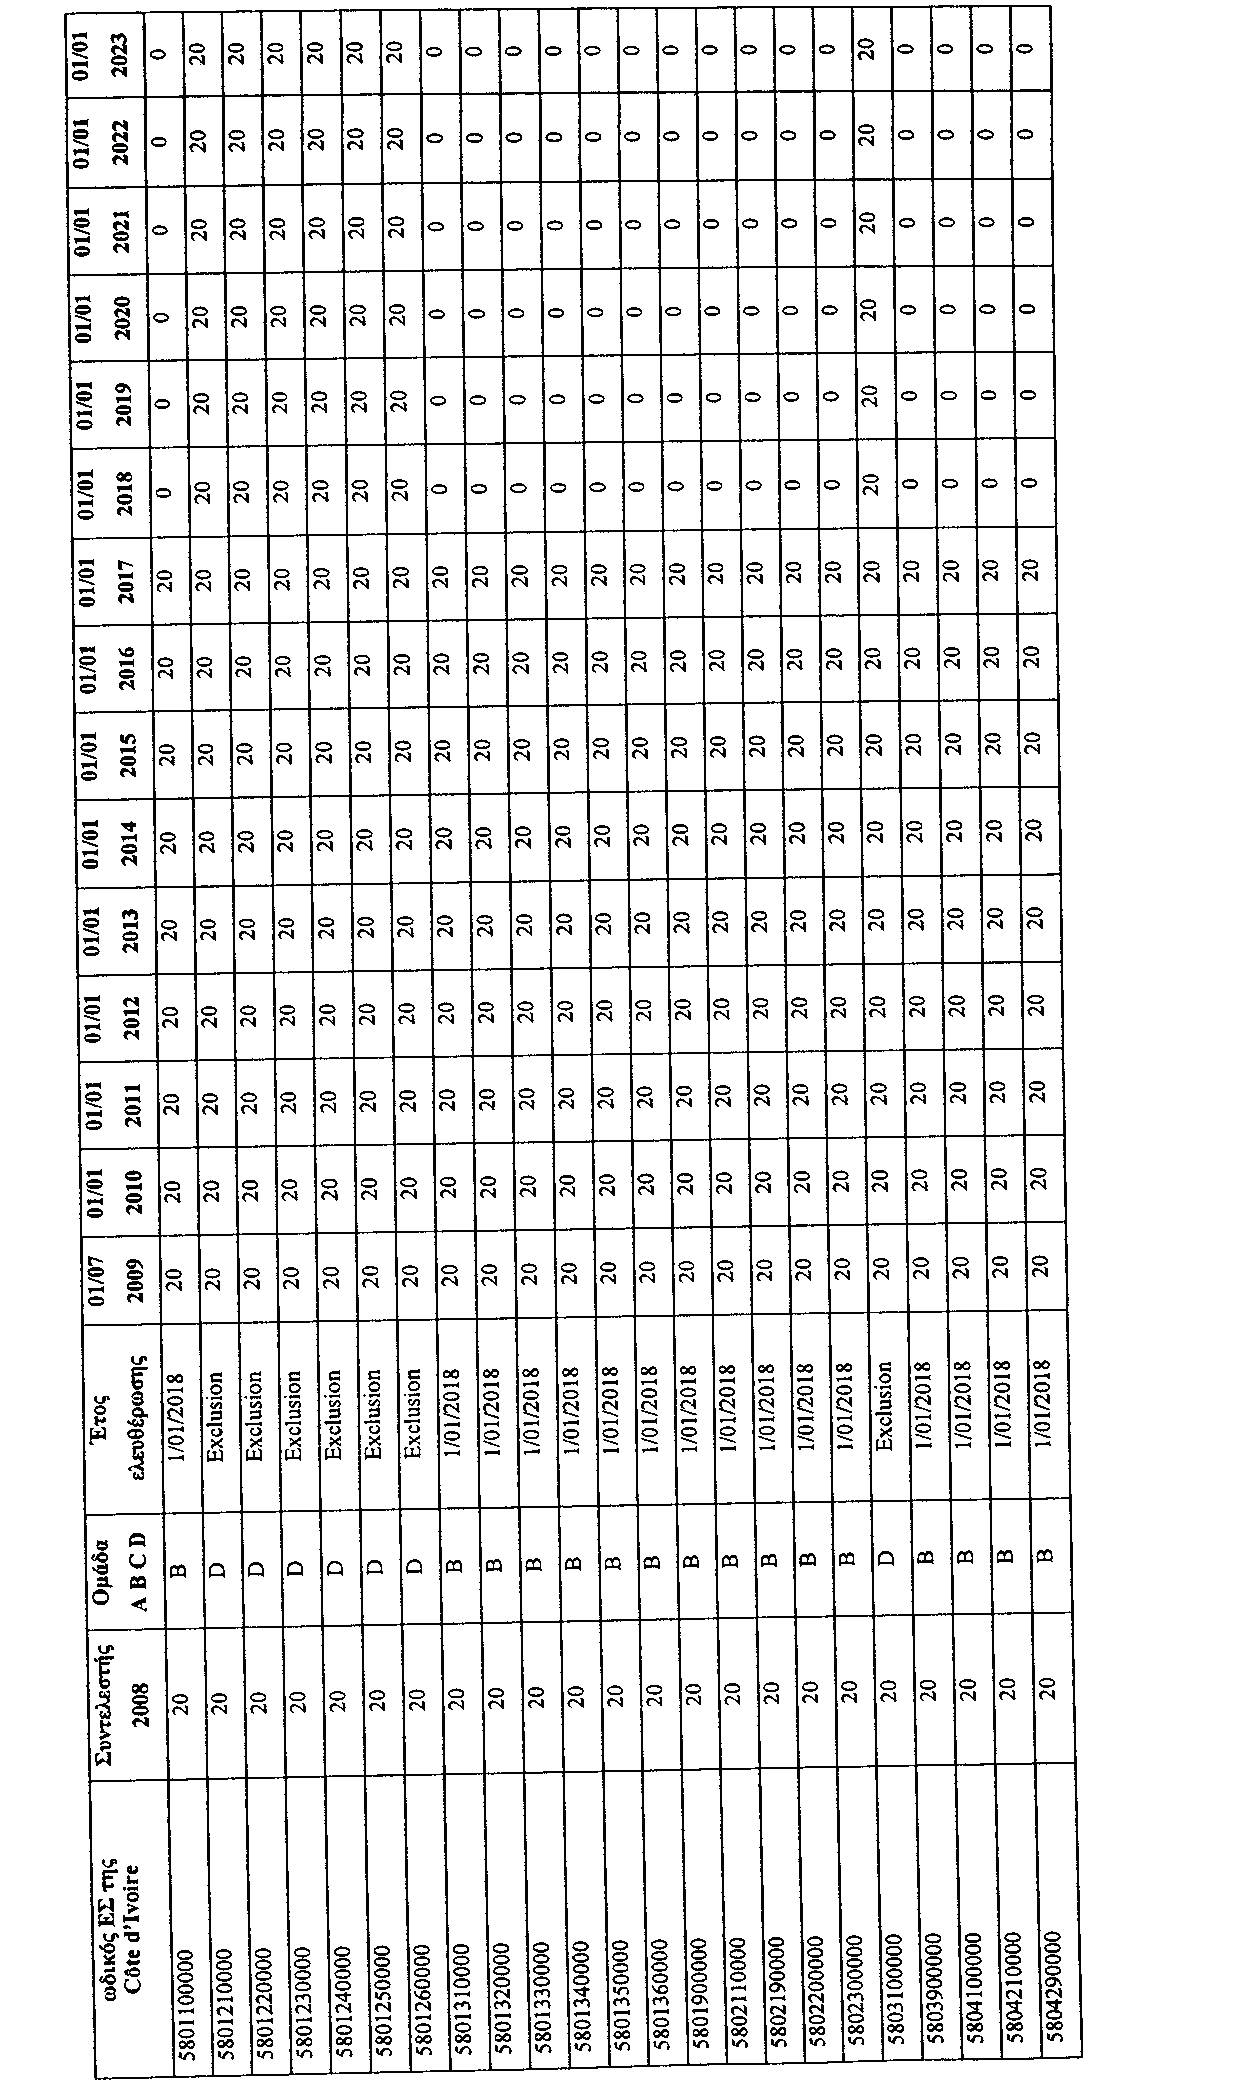 ωδικός ΕΣ της Συντελεστής Ομάδα Έτος 01/07 01/01 01/01 01/01 01/01 01/01 01/01 01/01 01/01 01/01 01/01 01/01 01/01 01/01 01/01
Côte d'Ivoire 2008 A B C D ελευθέρωσης 2009 2010 2011 2012 2013 2014 2015 2016 2017 2018 2019 2020 2021 2022 2023
5801100000 20 B 1/01/2018 20 20 20 20 20 20 20 20 20 0 0 0 0 0 0
5801210000 20 D Exclusion 20 20 20 20 20 20 20 20 20 20 20 20 20 20 20
5801220000 20 D Exclusion 20 20 20 20 20 20 20 20 20 20 20 20 20 20 20
5801230000 20 D Exclusion 20 20 20 20 20 20 20 20 20 20 20 20 20 20 20
5801240000 20 D Exclusion 20 20 20 20 20 20 20 20 20 20 20 20 20 20 20
5801250000 20 D Exclusion 20 20 20 20 20 20 20 20 20 20 20 20 20 20 20
5801260000 20 D Exclusion 20 20 20 20 20 20 20 20 20 20 20 20 20 20 20
5801310000 20 B 1/01/2018 20 20 20 20 20 20 20 20 20 0 0 0 0 0 0
5801320000 20 B 1/01/2018 20 20 20 20 20 20 20 20 20 0 0 0 0 0 0
5801330000 20 B 1/01/2018 20 20 20 20 20 20 20 20 20 0 0 0 0 0 0
5801340000 20 B 1/01/2018 20 20 20 20 20 20 20 20 20 0 0 0 0 0 0
5801350000 20 B 1/01/2018 20 20 20 20 20 20 20 20 20 0 0 0 0 0 0
5801360000 20 B 1/01/2018 20 20 20 20 20 20 20 20 20 0 0 0 0 0 0
5801900000 20 B 1/01/2018 20 20 20 20 20 20 20 20 20 0 0 0 0 0 0
5802110000 20 B 1/01/2018 20 20 20 20 20 20 20 20 20 0 0 0 0 0 0
5802190000 20 B 1/01/2018 20 20 20 20 20 20 20 20 20 0 0 0 0 0 0
5802200000 20 B 1/01/2018 20 20 20 20 20 20 20 20 20 0 0 0 0 0 0
5802300000 20 B 1/01/2018 20 20 20 20 20 20 20 20 20 0 0 0 0 0 0
5803100000 20 D Exclusion 20 20 20 20 20 20 20 20 20 20 20 20 20 20 20
5803900000 20 B 1/01/2018 20 20 20 20 20 20 20 20 20 0 0 0 0 0 0
5804100000 20 B 1/01/2018 20 20 20 20 20 20 20 20 20 0 0 0 0 0 0
5804210000 20 B 1/01/2018 20 20 20 20 20 20 20 20 20 0 0 0 0 0 0
5804290000 20 B 1/01/2018 20 20 20 20 20 20 20 20 20 0 0 0 0 0 0